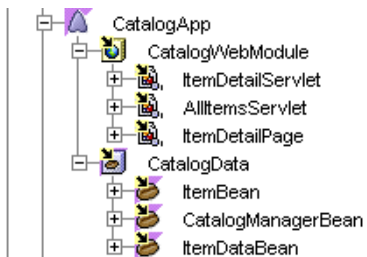 CatalogApp
CatalogWebModule
ItemDetailServlet
AllItemsServlet
ItemDetailPage
CatalogData
ItemBean
CatalogManagerBean
ItemDataBean